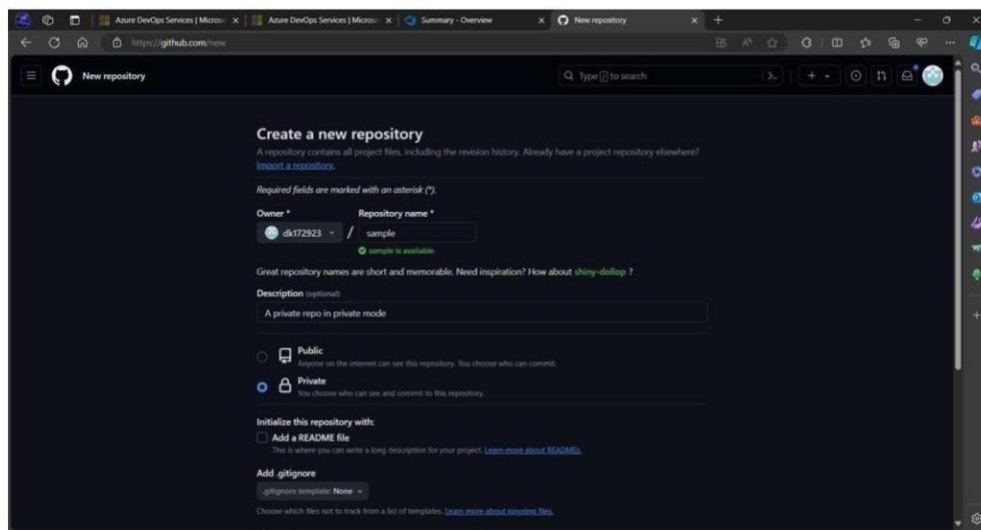 Azure DevOps Services | Micros
Azure DevOps Services | Micros
Summary - Overview
New repository
https://github.com/new
New repository
Type / to search
Create a new repository
A repository contains all project files, including the revision history. Already have a project repository elsewhere?
Import a repository.
Required fields are marked with an asterisk (*).
Owner * Repository name *
dk172923 / sample
sample is available.
Great repository names are short and memorable. Need inspiration? How about shiny-dollop ?
Description (optional)
A private repo in private mode
Public
Anyone on the internet can see this repository. You choose who can commit.
Private
You choose who can see and commit to this repository.
Initialize this repository with:
Add a README file
This is where you can write a long description for your project. Learn more about READMEs.
Add .gitignore
.gitignore template: None
Choose which files not to track from a list of templates. Learn more about ignoring files.